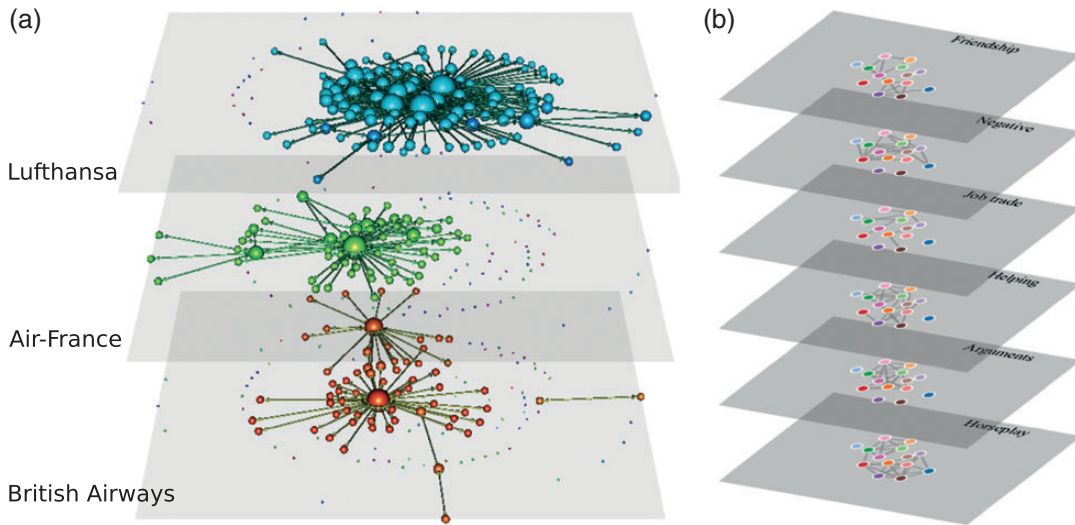 (a)
Lufthansa
Air-France
British Airways
(b)
Friendship
Negative
Job trade
Helping
Arguments
Horseplay